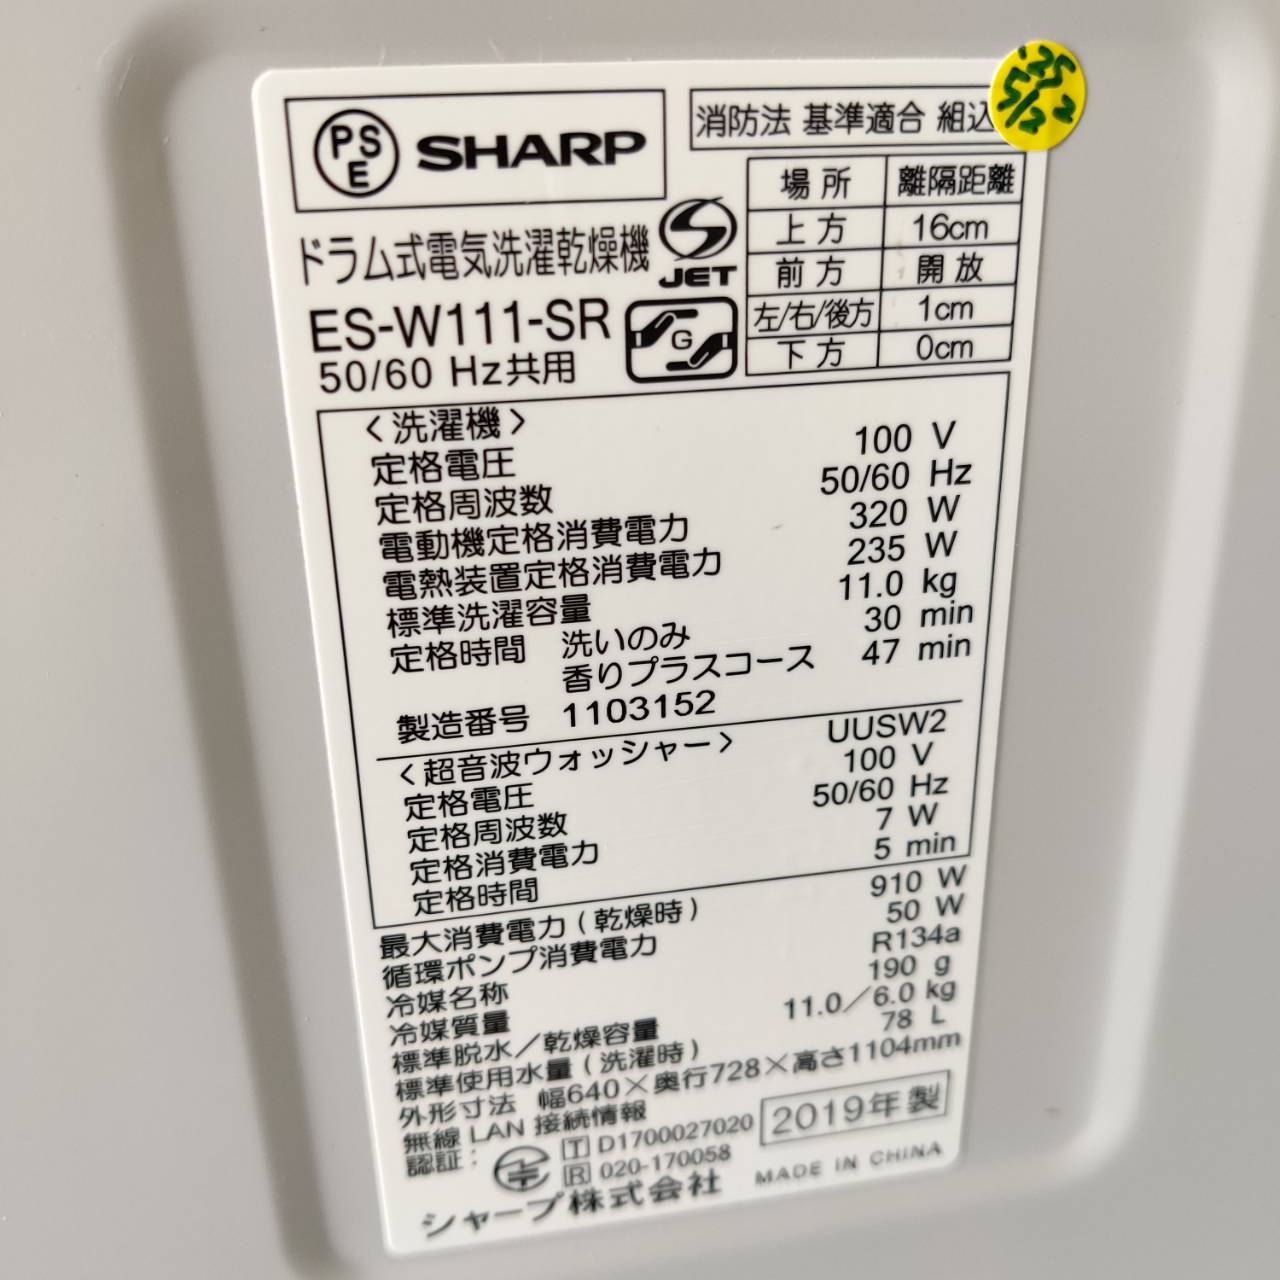 PSE SHARP
消防法 基準適合 組込
'25 5/22
ドラム式電気洗濯乾燥機
S JET
ES-W111-SR
G
50/60 Hz共用
場所 離隔距離
上方 16cm
前方 開放
左/右/後方 1cm
下方 0cm
〈洗濯機〉
定格電圧 100 V
定格周波数 50/60 Hz
電動機定格消費電力 320 W
電熱装置定格消費電力 235 W
標準洗濯容量 11.0 kg
定格時間 洗いのみ 30 min
香りプラスコース 47 min
製造番号 1103152
〈超音波ウォッシャー〉 UUSW2
定格電圧 100 V
定格周波数 50/60 Hz
定格消費電力 7 W
定格時間 5 min
最大消費電力(乾燥時) 910 W
循環ポンプ消費電力 50 W
冷媒名称 R134a
冷媒質量 190 g
標準脱水/乾燥容量 11.0/6.0 kg
標準使用水量(洗濯時) 78 L
外形寸法 幅640×奥行728×高さ1104mm
無線LAN 接続情報
認証: T D1700027020
R 020-170058
2019年製
シャープ株式会社 MADE IN CHINA